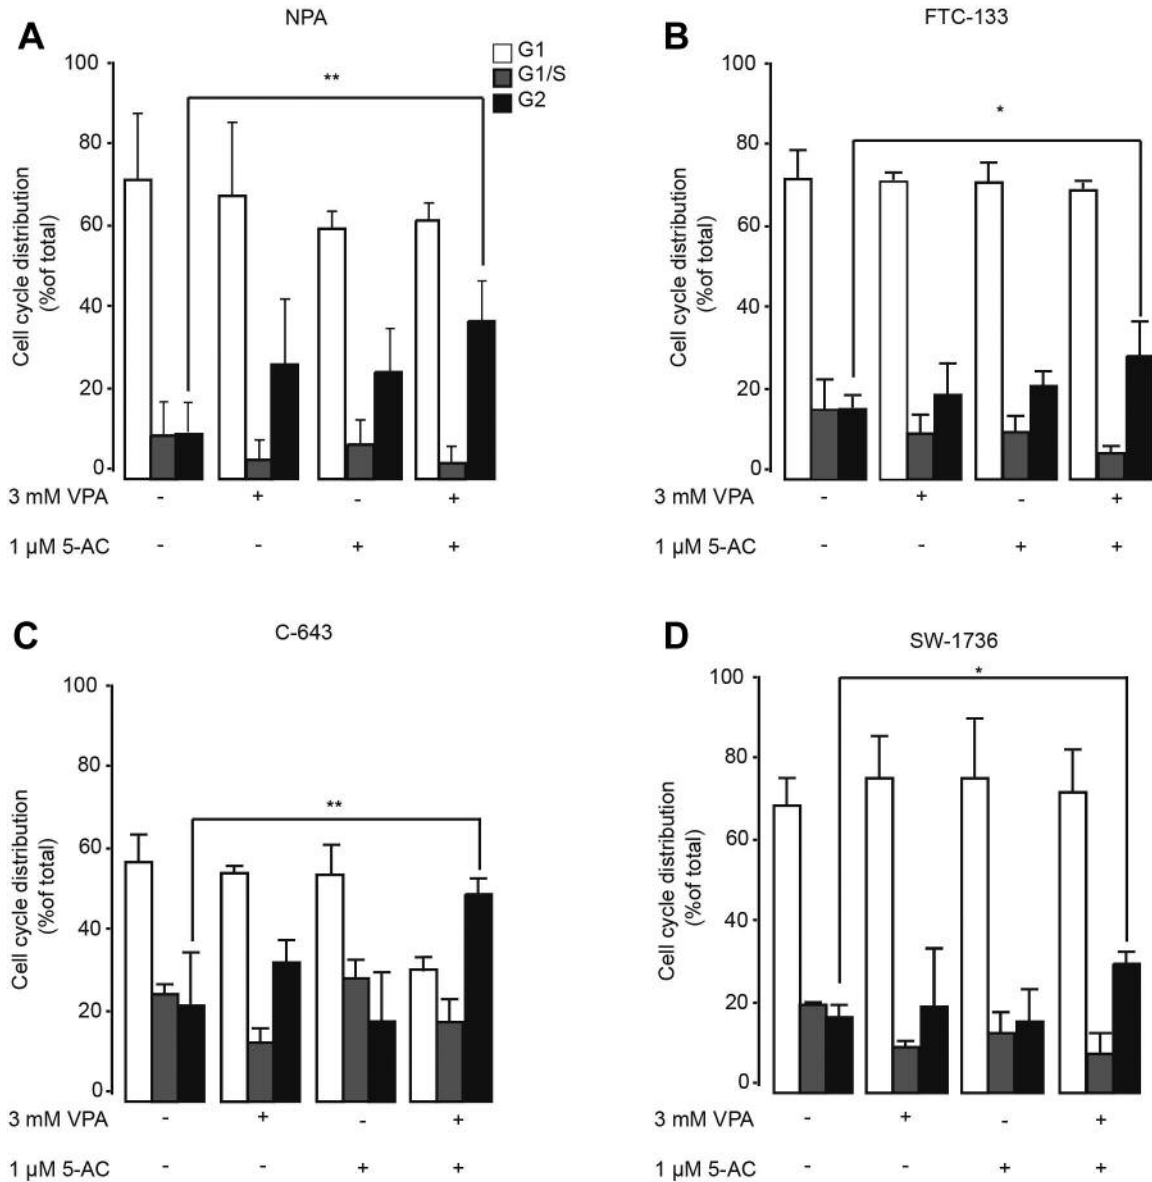 A
NPA
G1
G1/S
G2
**
100
80
60
40
20
0
Cell cycle distribution
(%of total)
3 mM VPA - + - +
1 µM 5-AC - - + +
B
FTC-133
*
100
80
60
40
20
0
Cell cycle distribution
(%of total)
3 mM VPA - + - +
1 µM 5-AC - - + +
C
C-643
**
100
80
60
40
20
0
Cell cycle distribution
(%of total)
3 mM VPA - + - +
1 µM 5-AC - - + +
D
SW-1736
*
100
80
60
40
20
0
Cell cycle distribution
(%of total)
3 mM VPA - + - +
1 µM 5-AC - - + +